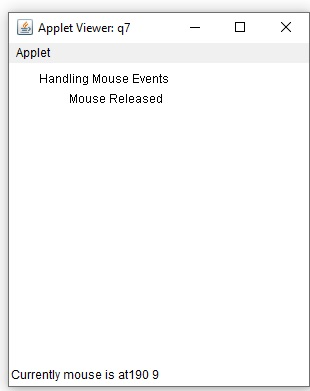 Applet Viewer: q7
Applet
Handling Mouse Events
Mouse Released
Currently mouse is at190 9